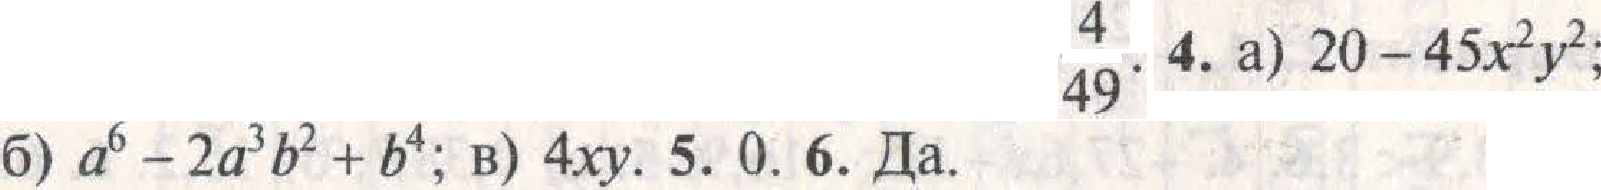 4/49. 4. а) 20 – 45x²y²;
б) a⁶ – 2a³b² + b⁴; в) 4xy. 5. 0. 6. Да.